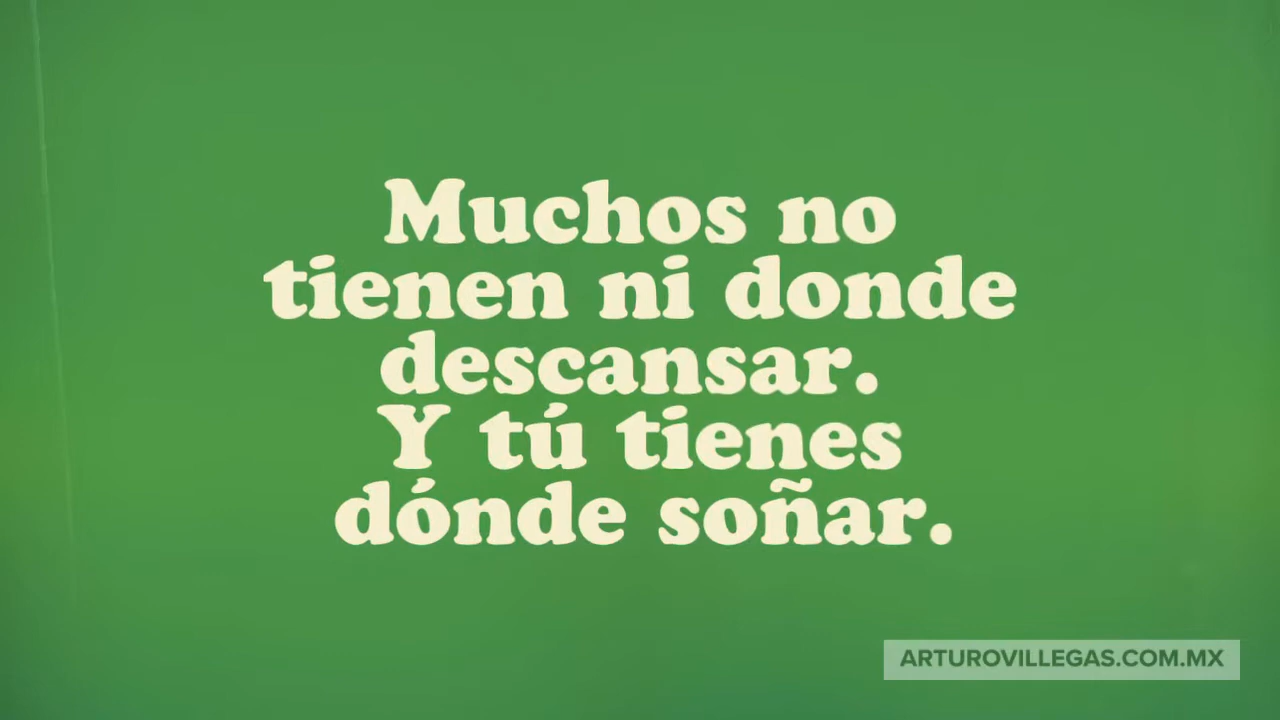 Muchos no
tienen ni donde
descansar.
Y tú tienes
dónde soñar.
ARTUROVILLEGAS.COM.MX